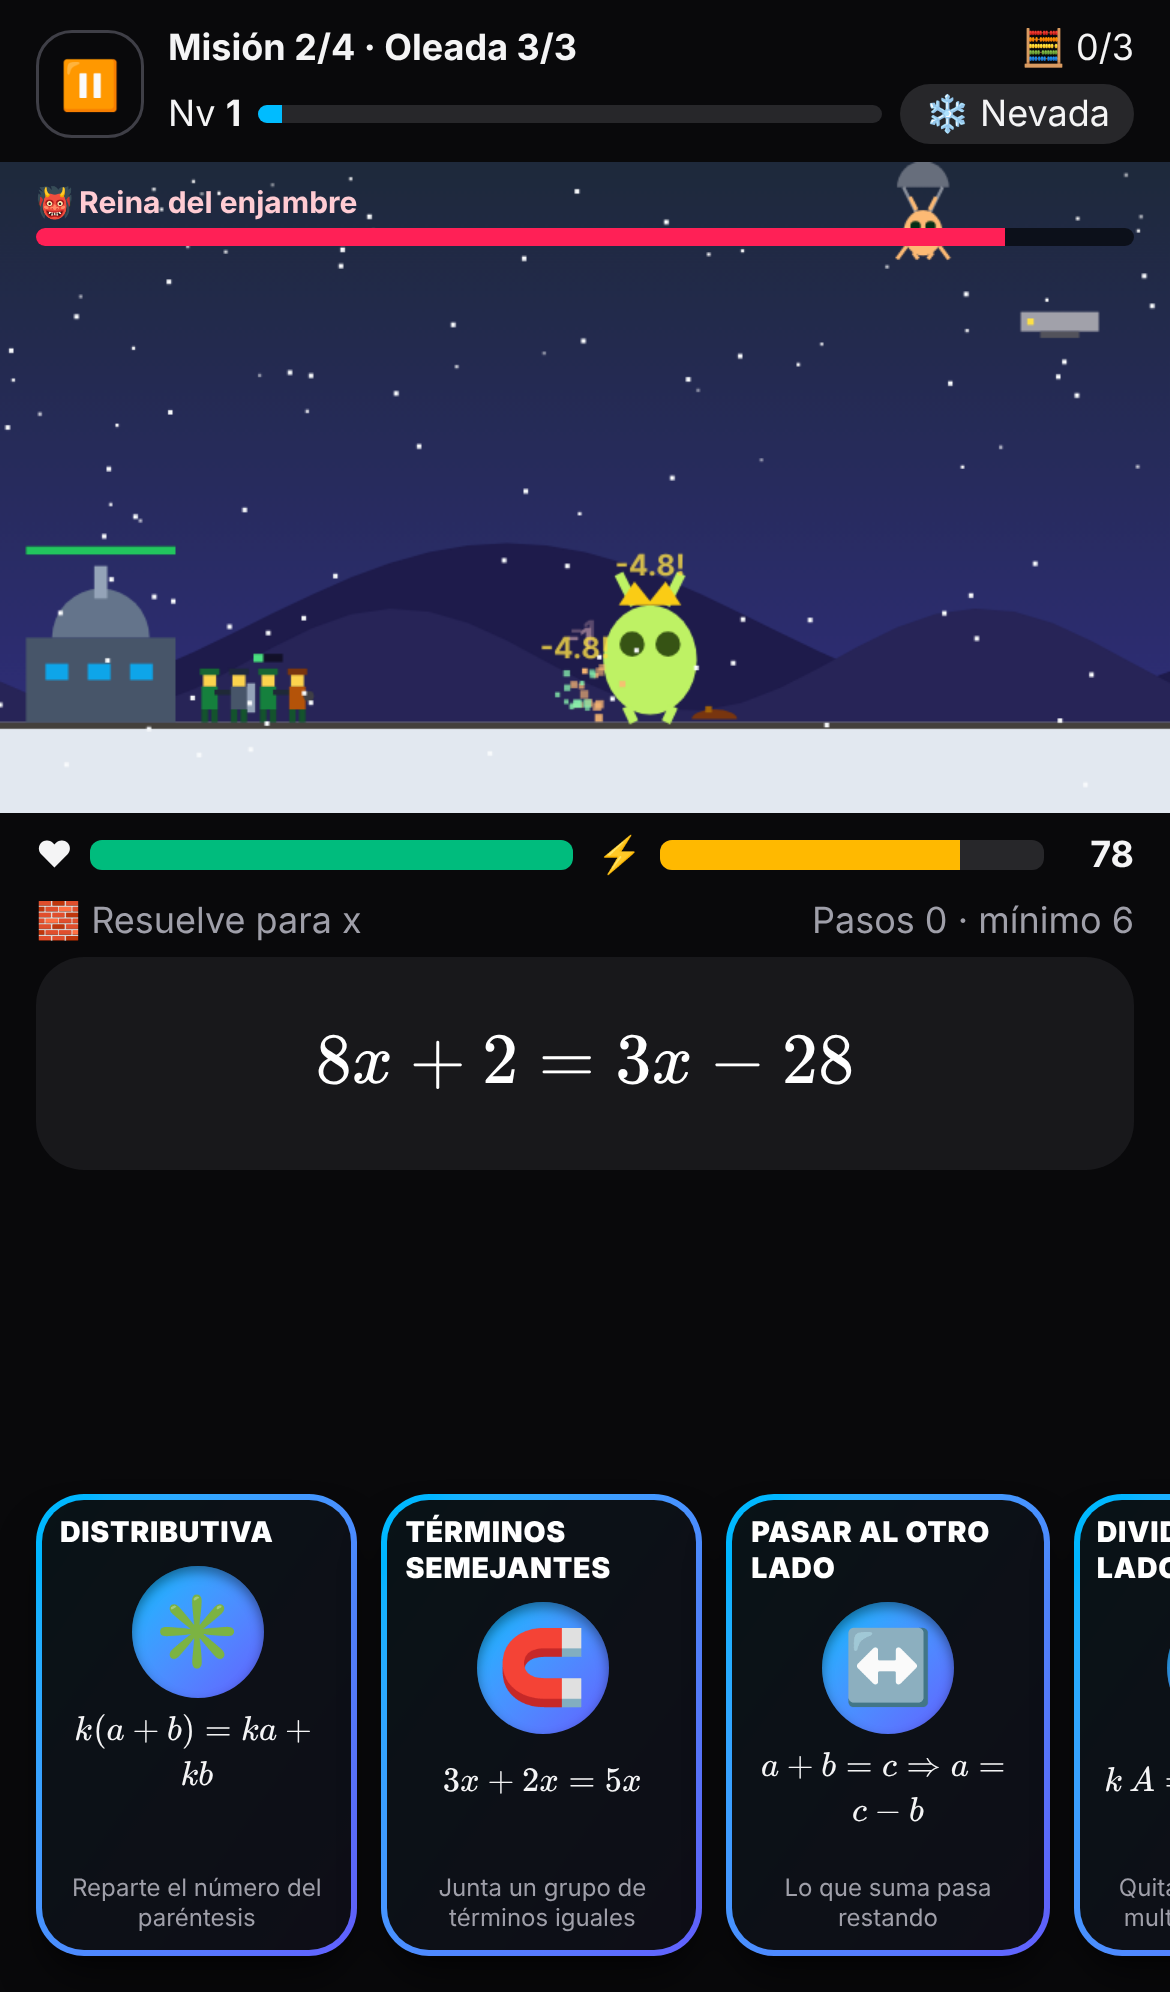 Misión 2/4 · Oleada 3/3
0/3
Nv 1
Nevada
Reina del enjambre
-4.8!
-1
-4.8!
78
Resuelve para x
Pasos 0 · mínimo 6
8x + 2 = 3x − 28
DISTRIBUTIVA
k(a + b) = ka +
kb
Reparte el número del
paréntesis
TÉRMINOS
SEMEJANTES
3x + 2x = 5x
Junta un grupo de
términos iguales
PASAR AL OTRO
LADO
a + b = c ⇒ a =
c − b
Lo que suma pasa
restando
k A